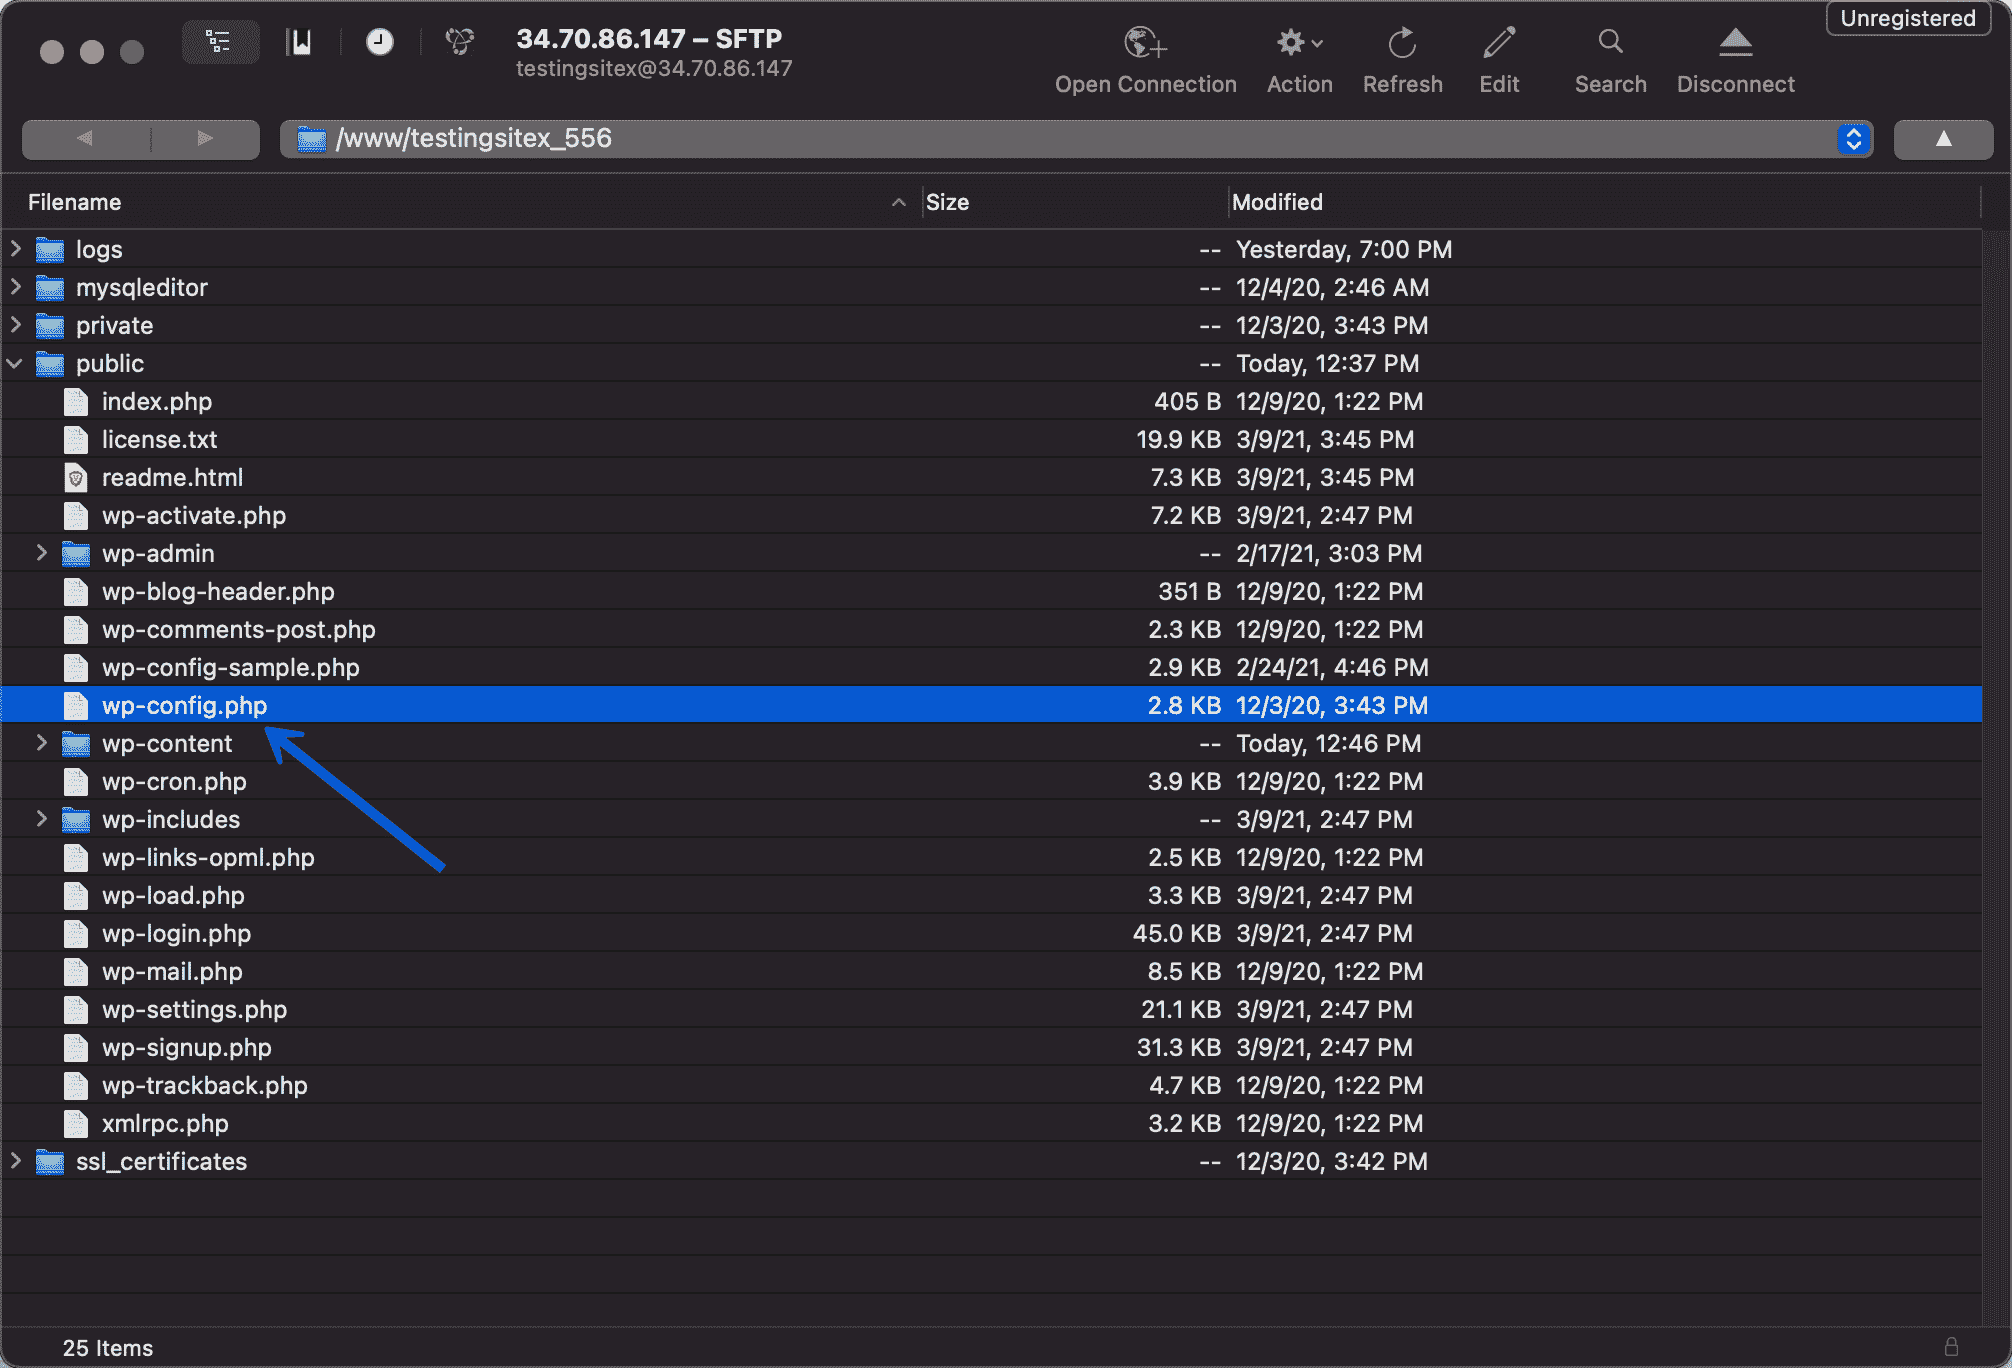 34.70.86.147 – SFTP
testingsitex@34.70.86.147
Open Connection
Action
Refresh
Edit
Search
Disconnect
Unregistered
/www/testingsitex_556
Filename Size Modified
logs -- Yesterday, 7:00 PM
mysqleditor -- 12/4/20, 2:46 AM
private -- 12/3/20, 3:43 PM
public -- Today, 12:37 PM
index.php 405 B 12/9/20, 1:22 PM
license.txt 19.9 KB 3/9/21, 3:45 PM
readme.html 7.3 KB 3/9/21, 3:45 PM
wp-activate.php 7.2 KB 3/9/21, 2:47 PM
wp-admin -- 2/17/21, 3:03 PM
wp-blog-header.php 351 B 12/9/20, 1:22 PM
wp-comments-post.php 2.3 KB 12/9/20, 1:22 PM
wp-config-sample.php 2.9 KB 2/24/21, 4:46 PM
wp-config.php 2.8 KB 12/3/20, 3:43 PM
wp-content -- Today, 12:46 PM
wp-cron.php 3.9 KB 12/9/20, 1:22 PM
wp-includes -- 3/9/21, 2:47 PM
wp-links-opml.php 2.5 KB 12/9/20, 1:22 PM
wp-load.php 3.3 KB 3/9/21, 2:47 PM
wp-login.php 45.0 KB 3/9/21, 2:47 PM
wp-mail.php 8.5 KB 12/9/20, 1:22 PM
wp-settings.php 21.1 KB 3/9/21, 2:47 PM
wp-signup.php 31.3 KB 3/9/21, 2:47 PM
wp-trackback.php 4.7 KB 12/9/20, 1:22 PM
xmlrpc.php 3.2 KB 12/9/20, 1:22 PM
ssl_certificates -- 12/3/20, 3:42 PM
25 Items